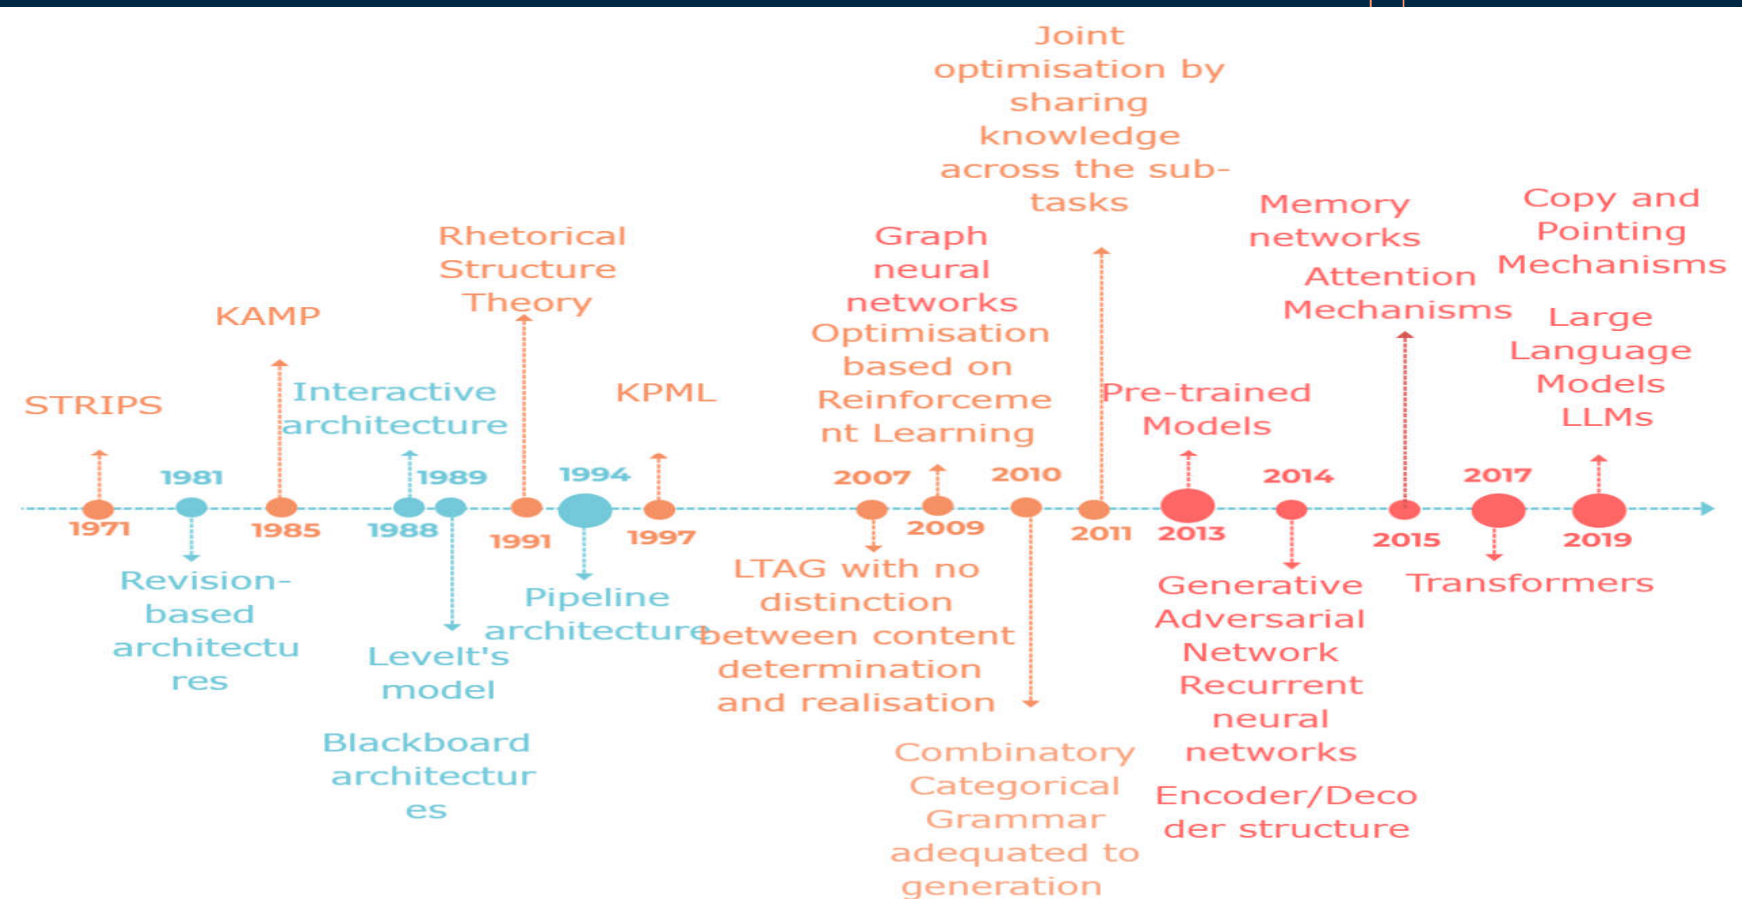 Joint
optimisation by
sharing
knowledge
across the sub-
tasks
Memory
networks
Copy and
Pointing
Mechanisms
Rhetorical
Structure
Theory
Graph
neural
networks
Attention
Mechanisms
KAMP
Optimisation
based on
Reinforceme
nt Learning
Large
Language
Models
LLMs
STRIPS
Interactive
architecture
KPML
Pre-trained
Models
1981
1989
1994
2007
2010
2014
2017
1971
1985
1988
1991
1997
2009
2011
2013
2015
2019
Revision-
based
architectu
res
Levelt's
model
Blackboard
architectur
es
Pipeline
architecture
LTAG with no
distinction
between content
determination
and realisation
Combinatory
Categorical
Grammar
adequated to
generation
Generative
Adversarial
Network
Recurrent
neural
networks
Encoder/Deco
der structure
Transformers